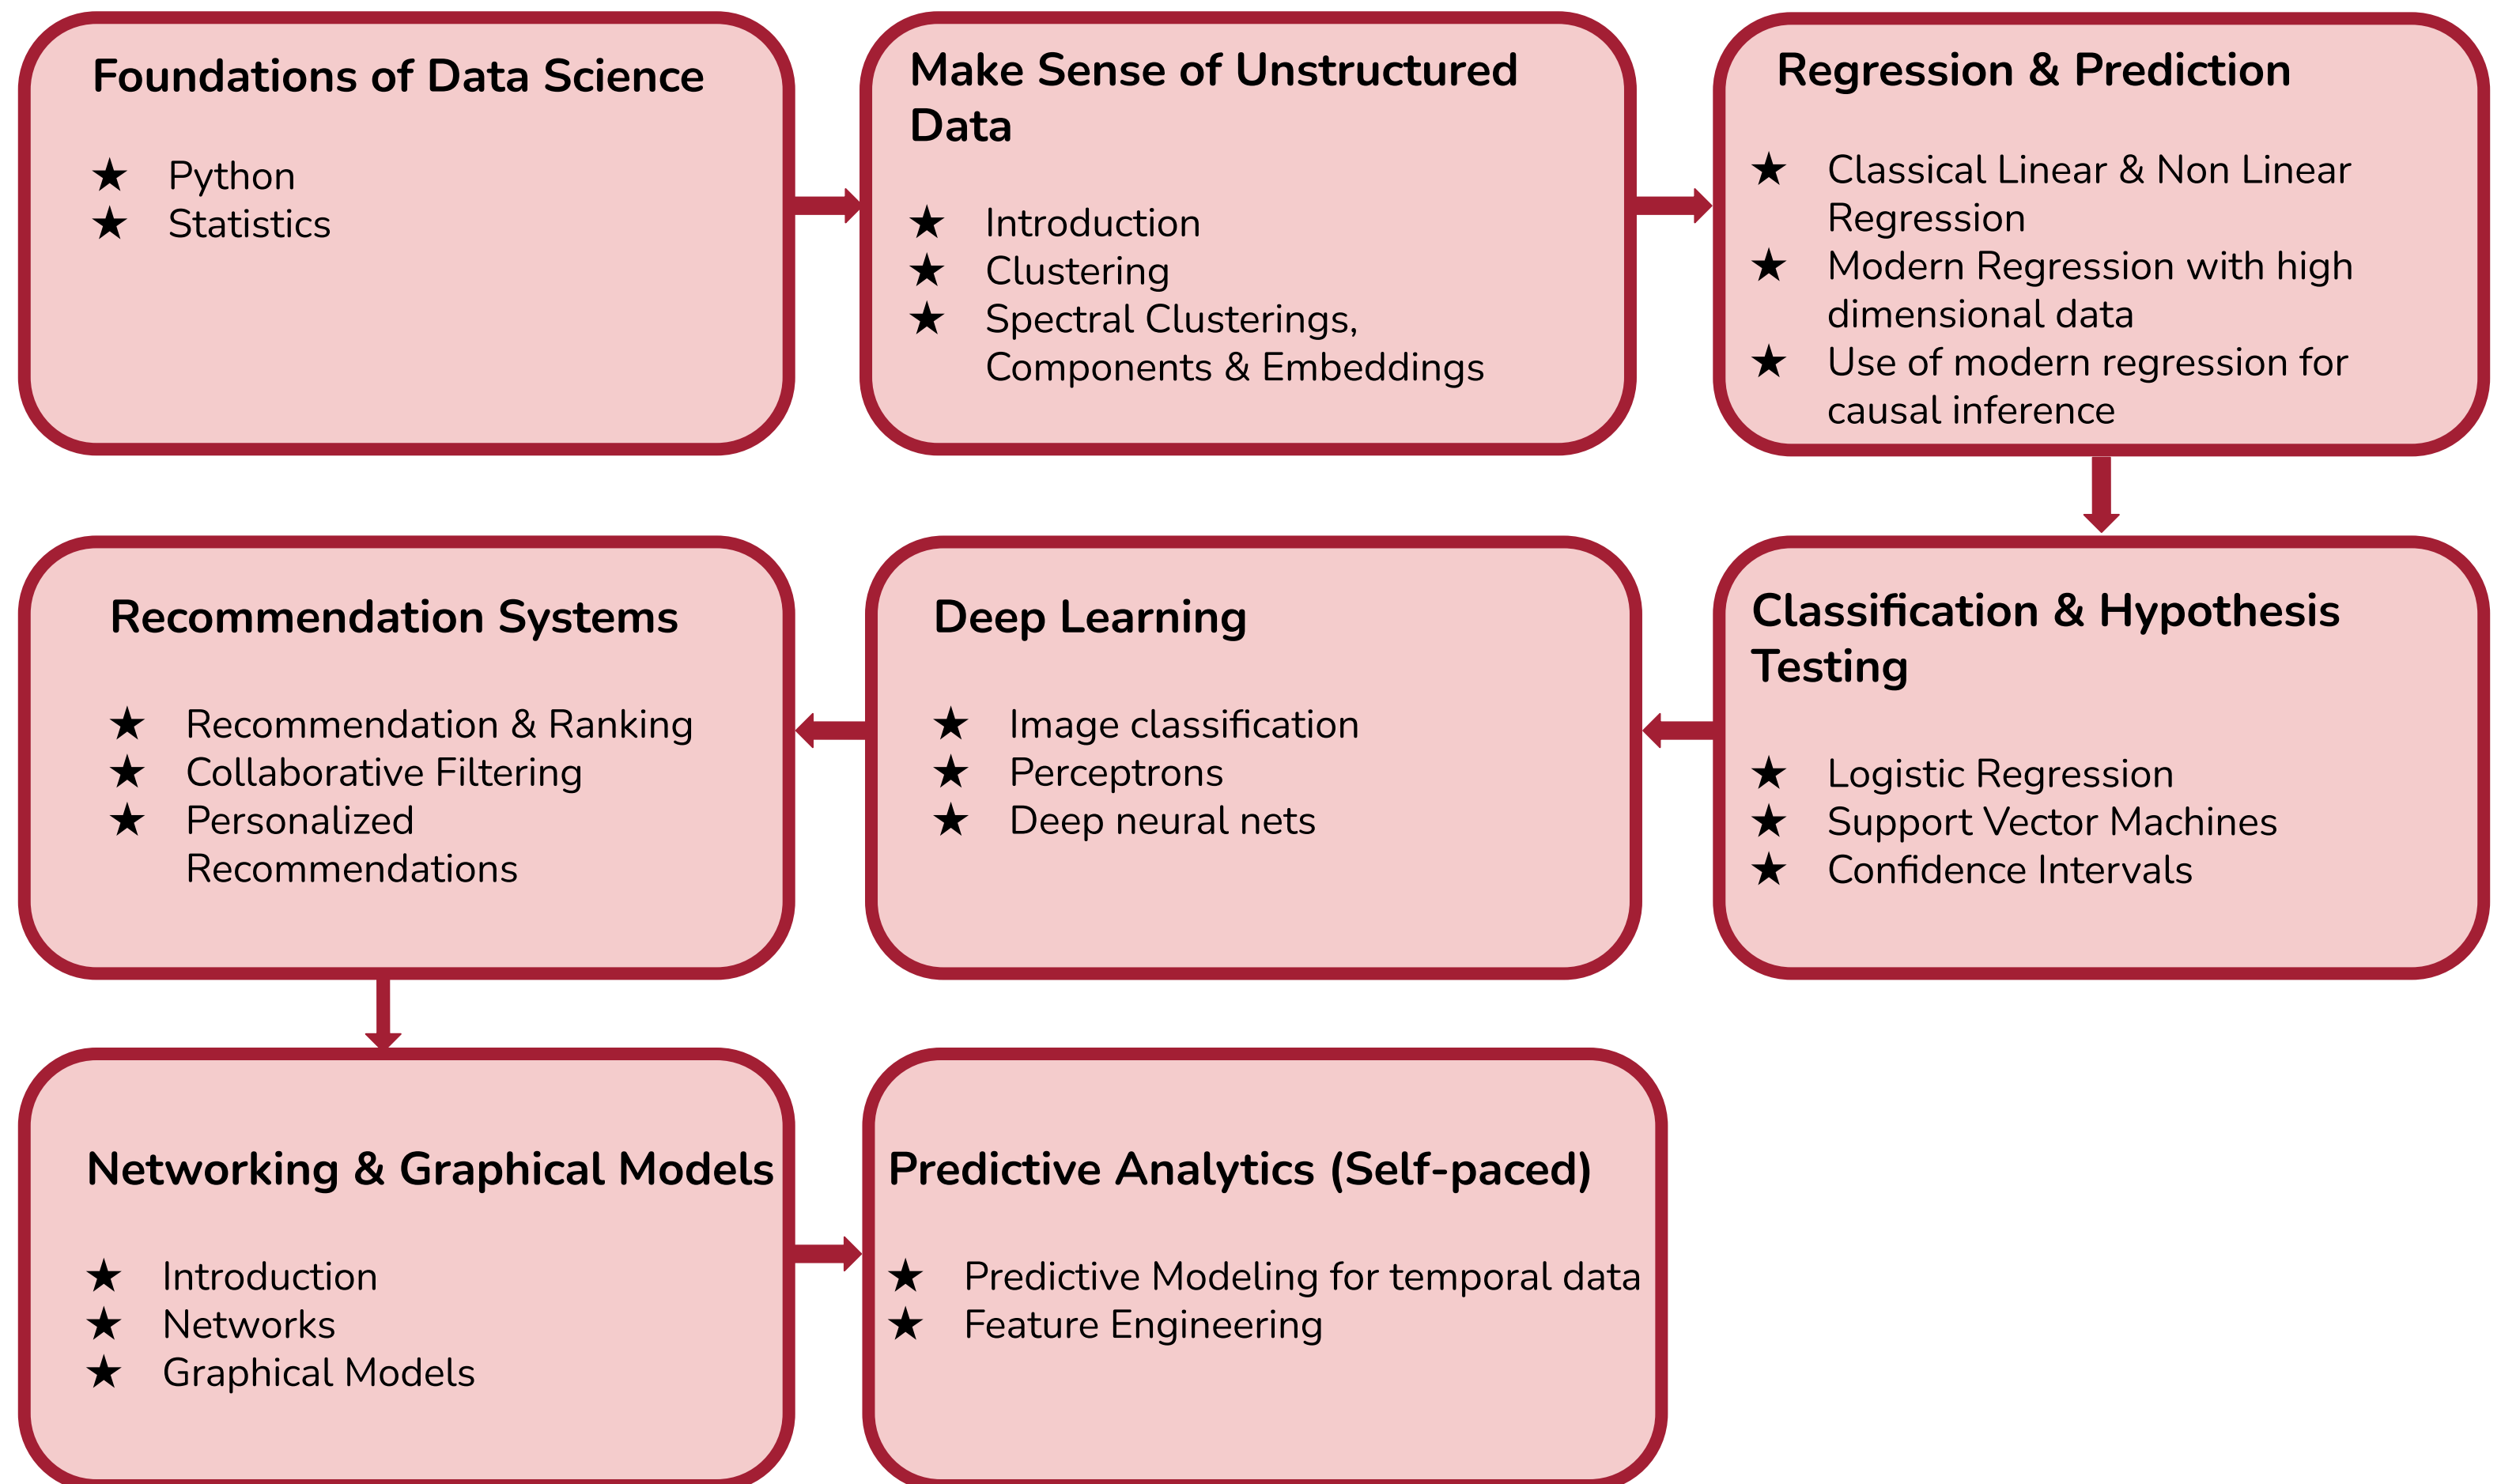 Foundations of Data Science
★ Python
★ Statistics
Make Sense of Unstructured
Data
★ Introduction
★ Clustering
★ Spectral Clusterings,
Components & Embeddings
Regression & Prediction
★ Classical Linear & Non Linear
Regression
★ Modern Regression with high
dimensional data
★ Use of modern regression for
causal inference
Classification & Hypothesis
Testing
★ Logistic Regression
★ Support Vector Machines
★ Confidence Intervals
Deep Learning
★ Image classification
★ Perceptrons
★ Deep neural nets
Recommendation Systems
★ Recommendation & Ranking
★ Collaborative Filtering
★ Personalized
Recommendations
Networking & Graphical Models
★ Introduction
★ Networks
★ Graphical Models
Predictive Analytics (Self-paced)
★ Predictive Modeling for temporal data
★ Feature Engineering